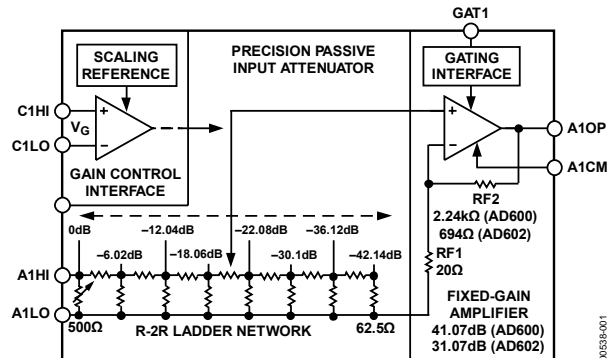 GAT1
SCALING
REFERENCE
PRECISION PASSIVE
INPUT ATTENUATOR
GATING
INTERFACE
C1HI
C1LO
VG
+
–
GAIN CONTROL
INTERFACE
+
–
A1OP
A1CM
RF2
2.24kΩ (AD600)
694Ω (AD602)
RF1
20Ω
0dB
–12.04dB
–22.08dB
–36.12dB
–6.02dB
–18.06dB
–30.1dB
–42.14dB
A1HI
A1LO
500Ω
R-2R LADDER NETWORK
62.5Ω
FIXED-GAIN
AMPLIFIER
41.07dB (AD600)
31.07dB (AD602)
00538-001